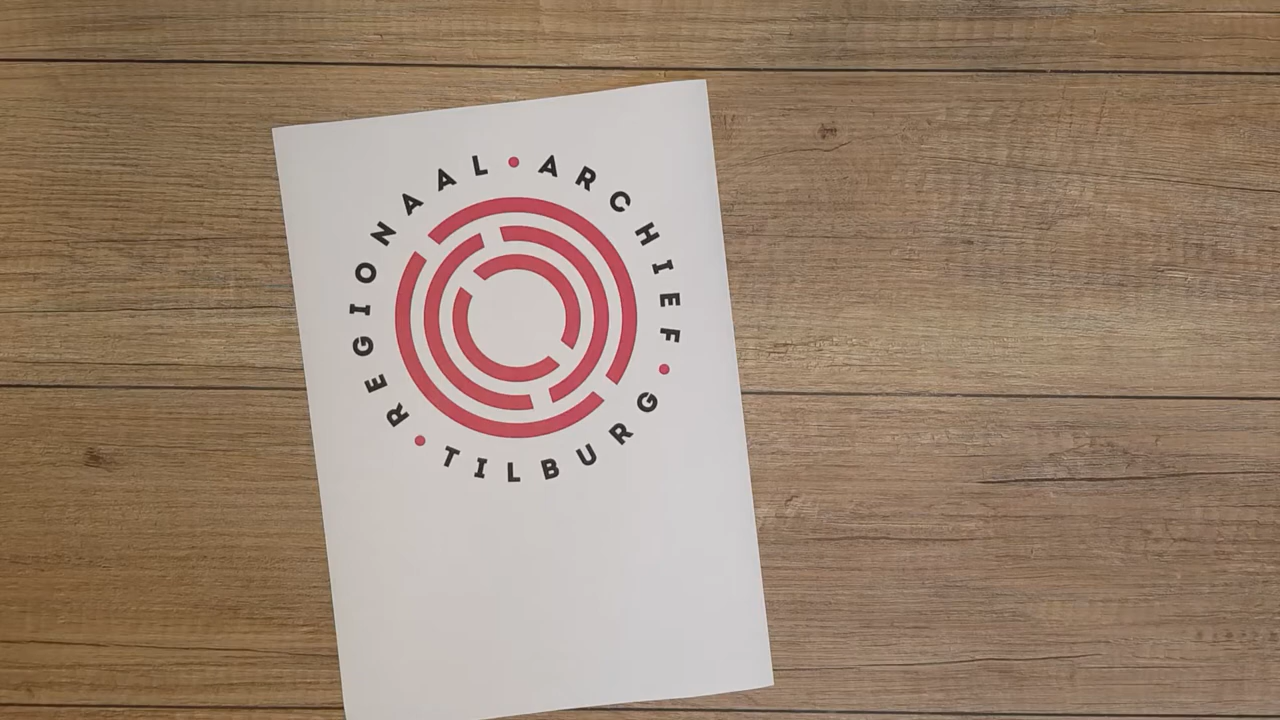 REGIONAAL • ARCHIEF • TILBURG •